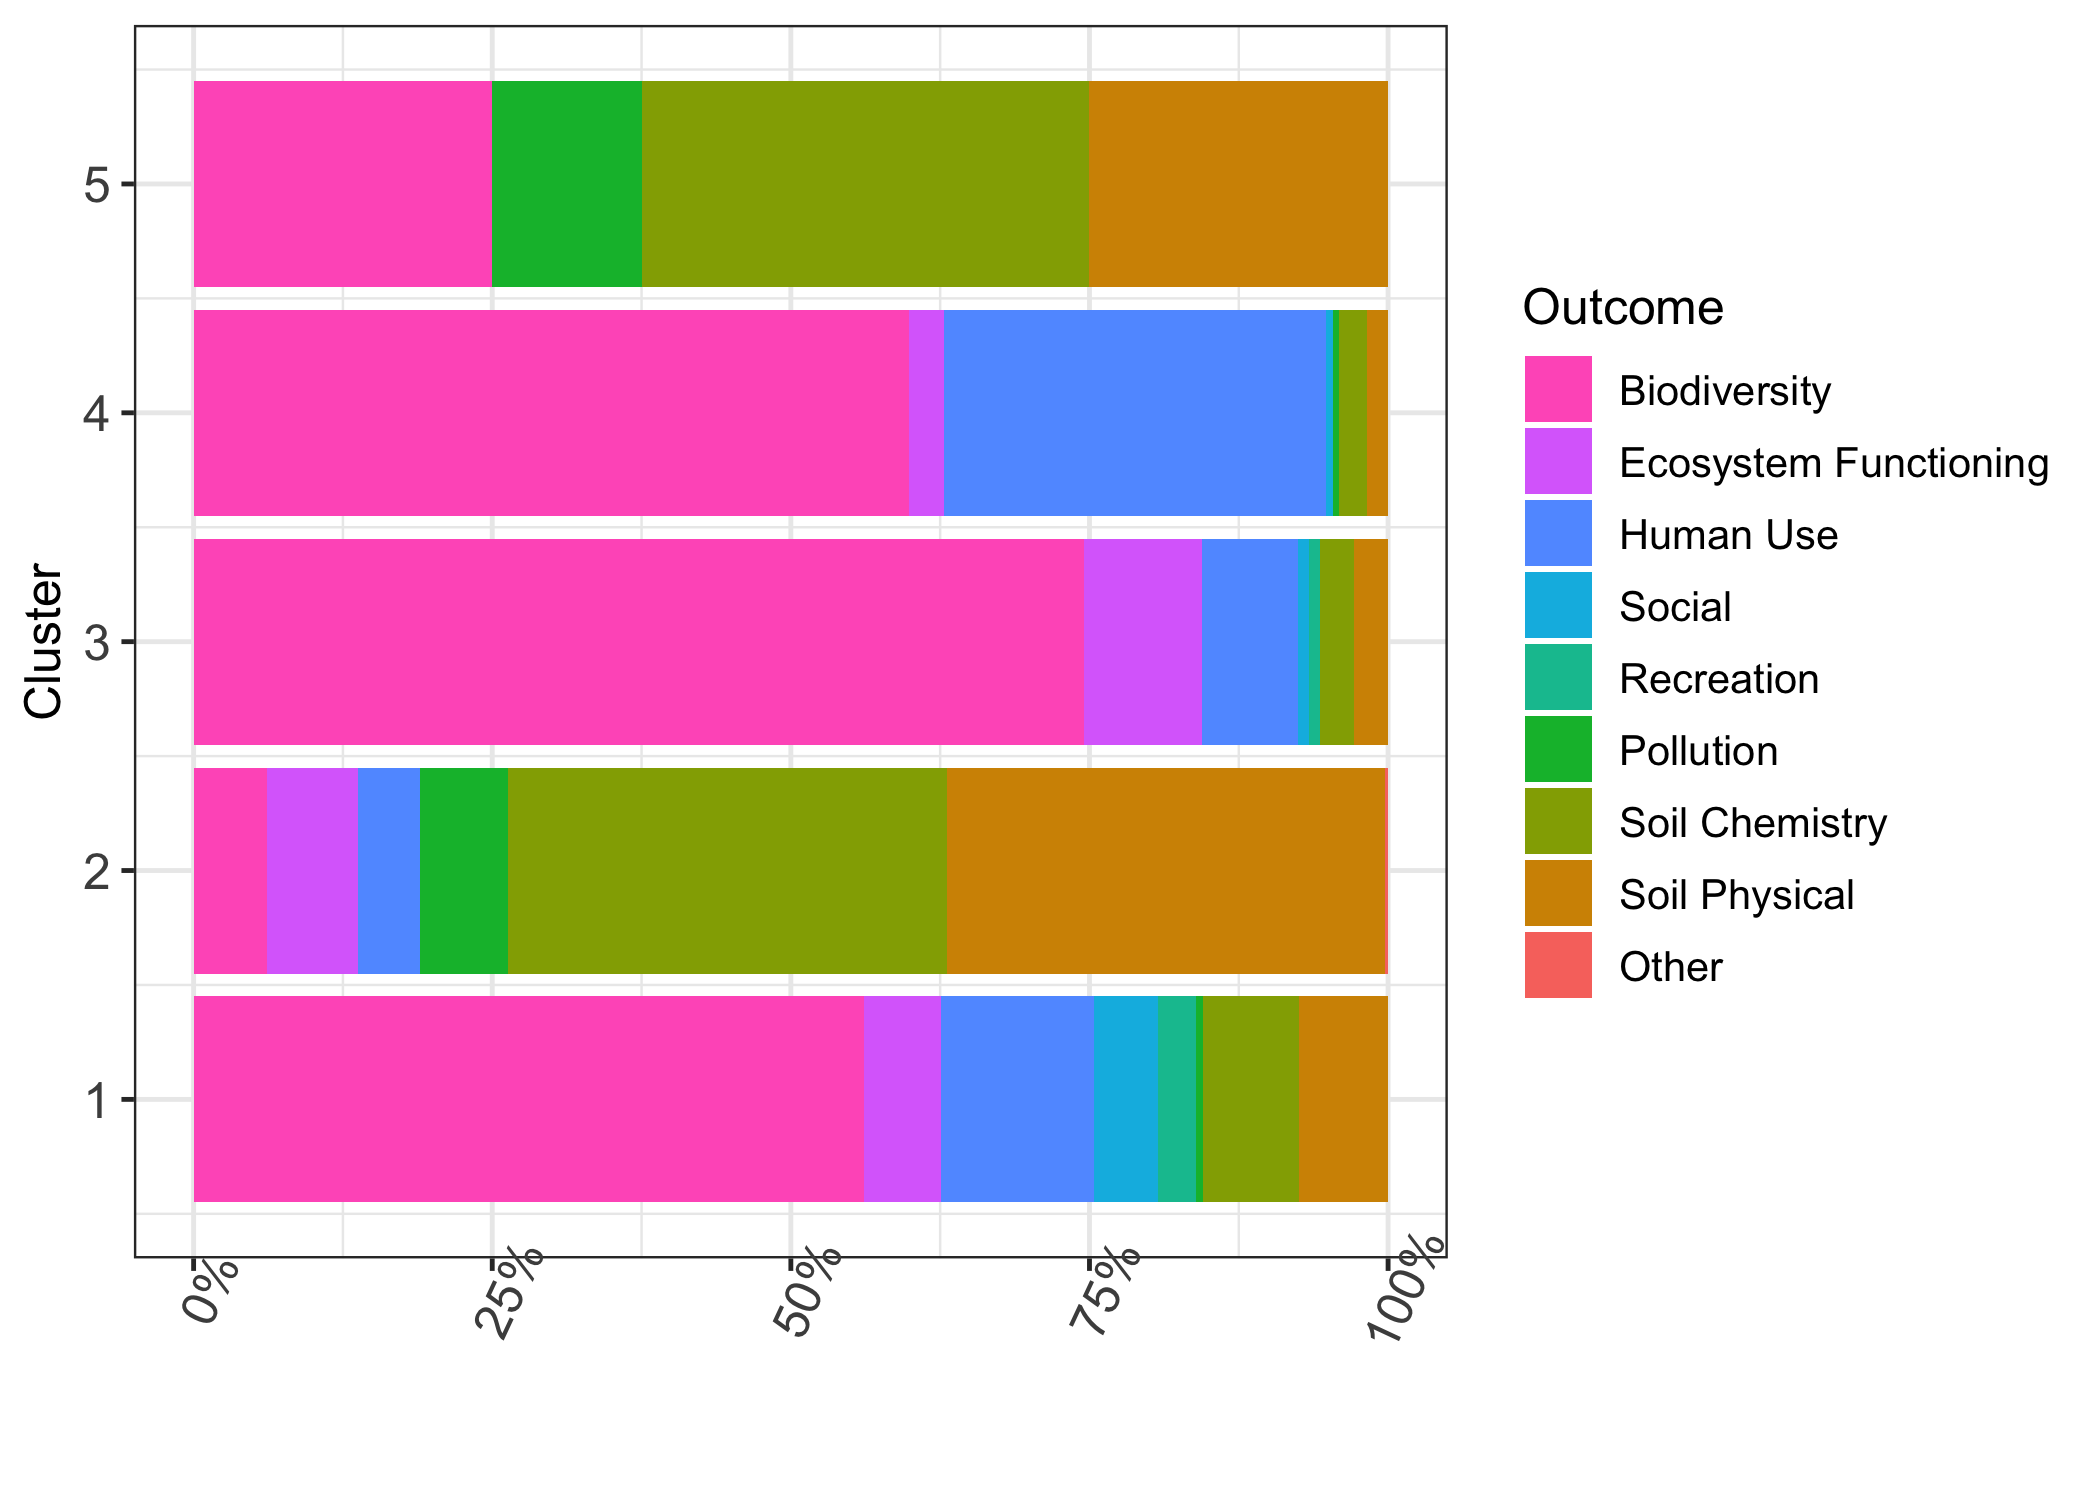 Cluster
5
4
3
2
1
0%
25%
50%
75%
100%
Outcome
Biodiversity
Ecosystem Functioning
Human Use
Social
Recreation
Pollution
Soil Chemistry
Soil Physical
Other